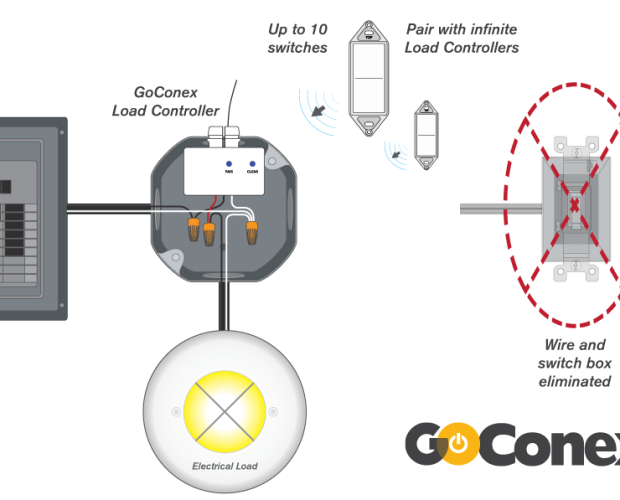 Up to 10
switches
Pair with infinite
Load Controllers
GoConex
Load Controller
PAIR
CLEAR
Wire and
switch box
eliminated
Electrical Load
GoConex